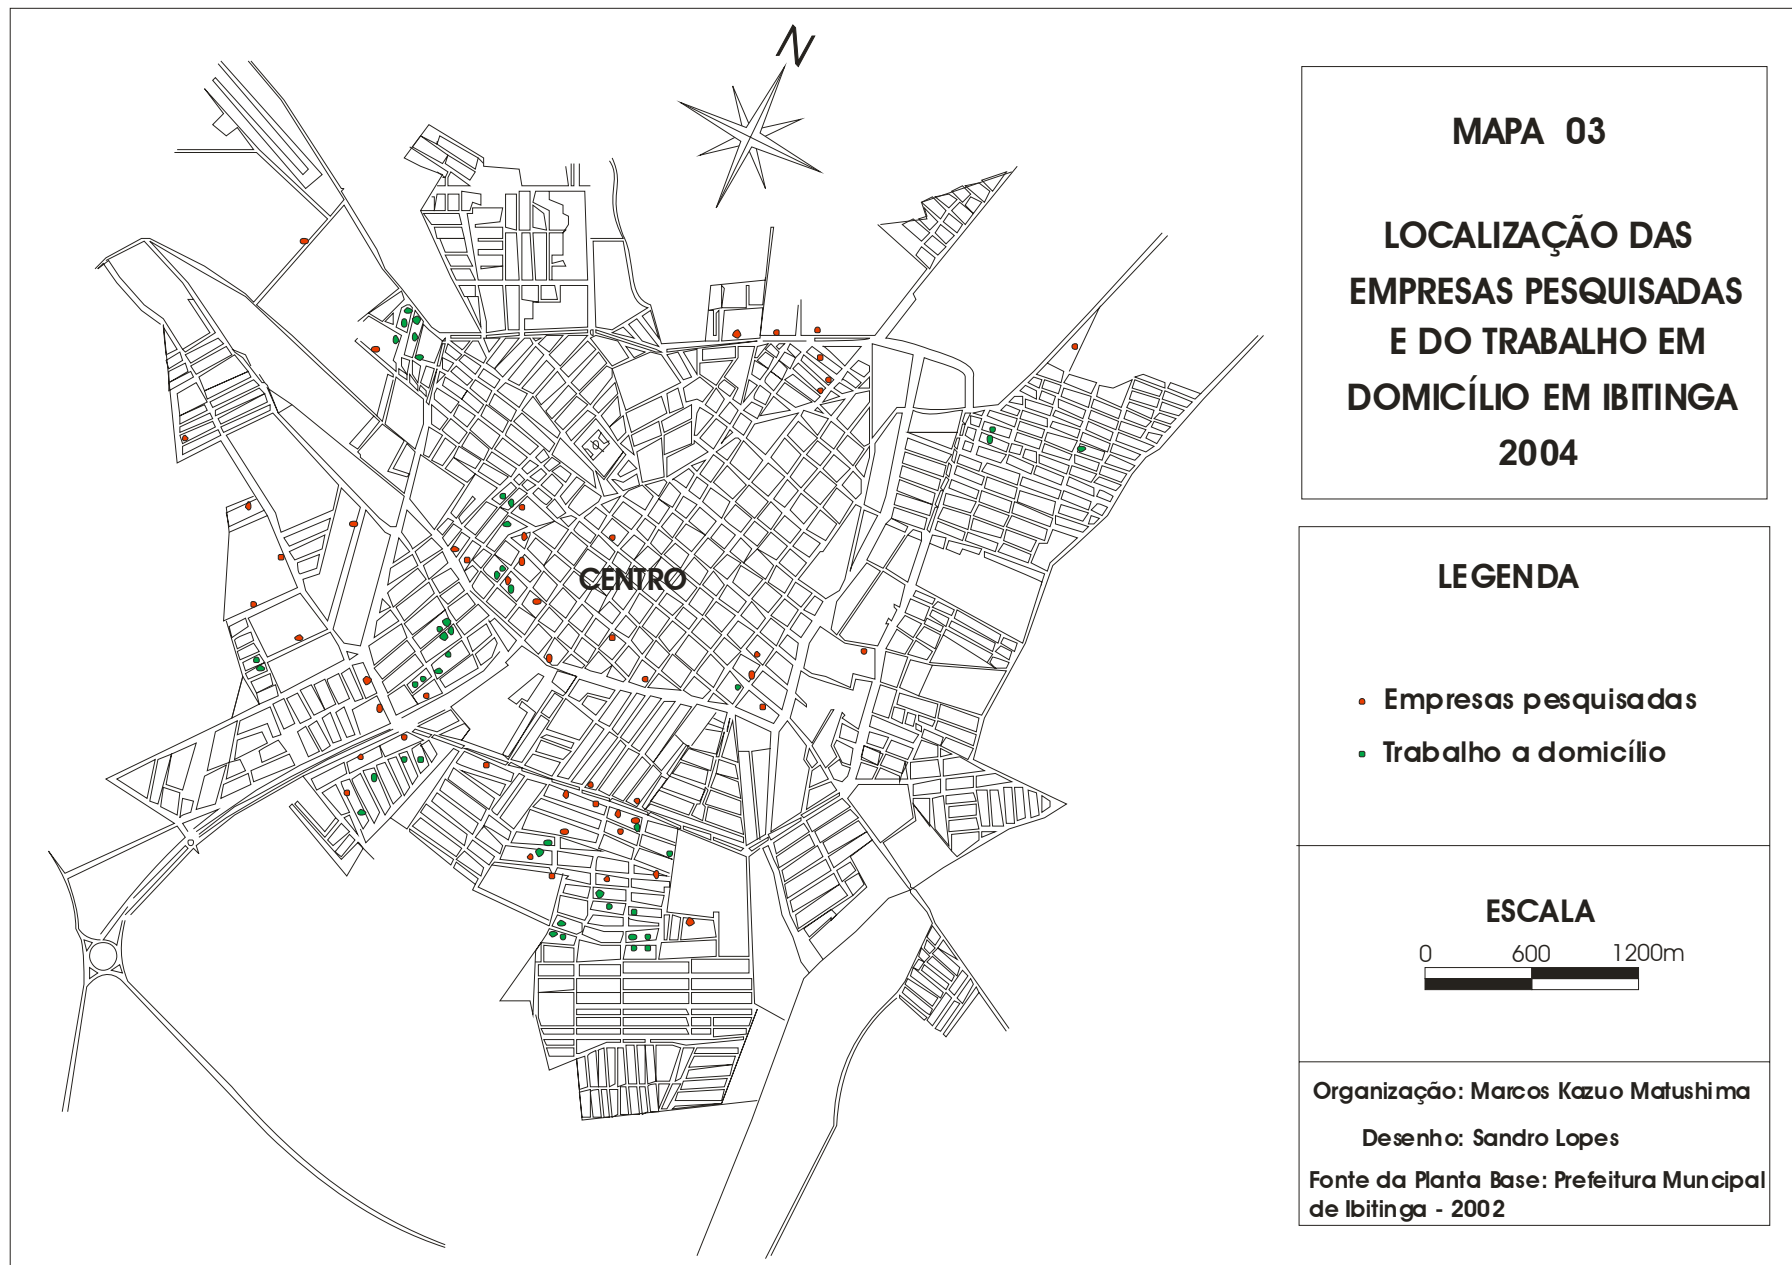 N
MAPA 03
LOCALIZAÇÃO DAS
EMPRESAS PESQUISADAS
E DO TRABALHO EM
DOMICÍLIO EM IBITINGA
2004
CENTRO
LEGENDA
Empresas pesquisadas
Trabalho a domicílio
ESCALA
0 600 1200m
Organização: Marcos Kazuo Matushima
Desenho: Sandro Lopes
Fonte da Planta Base: Prefeitura Muncipal
de Ibitinga - 2002